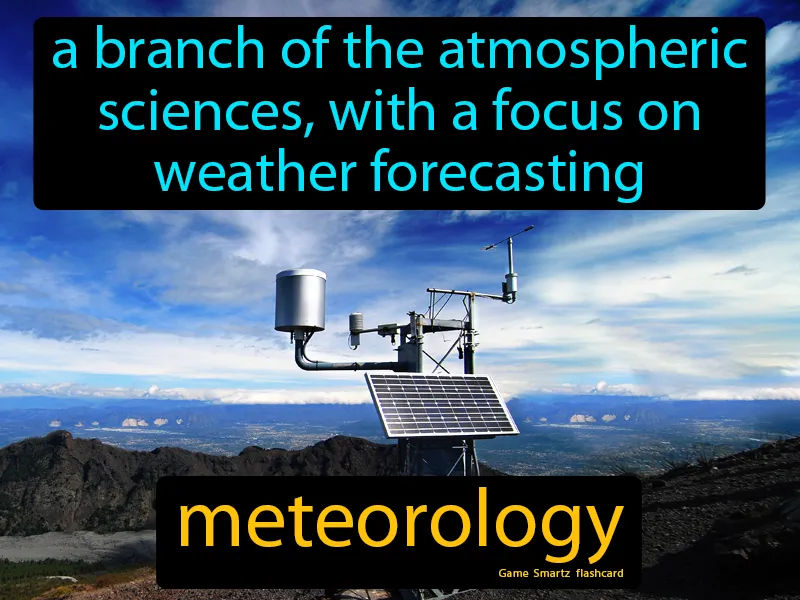 a branch of the atmospheric
sciences, with a focus on
weather forecasting
meteorology
Game Smartz flashcard